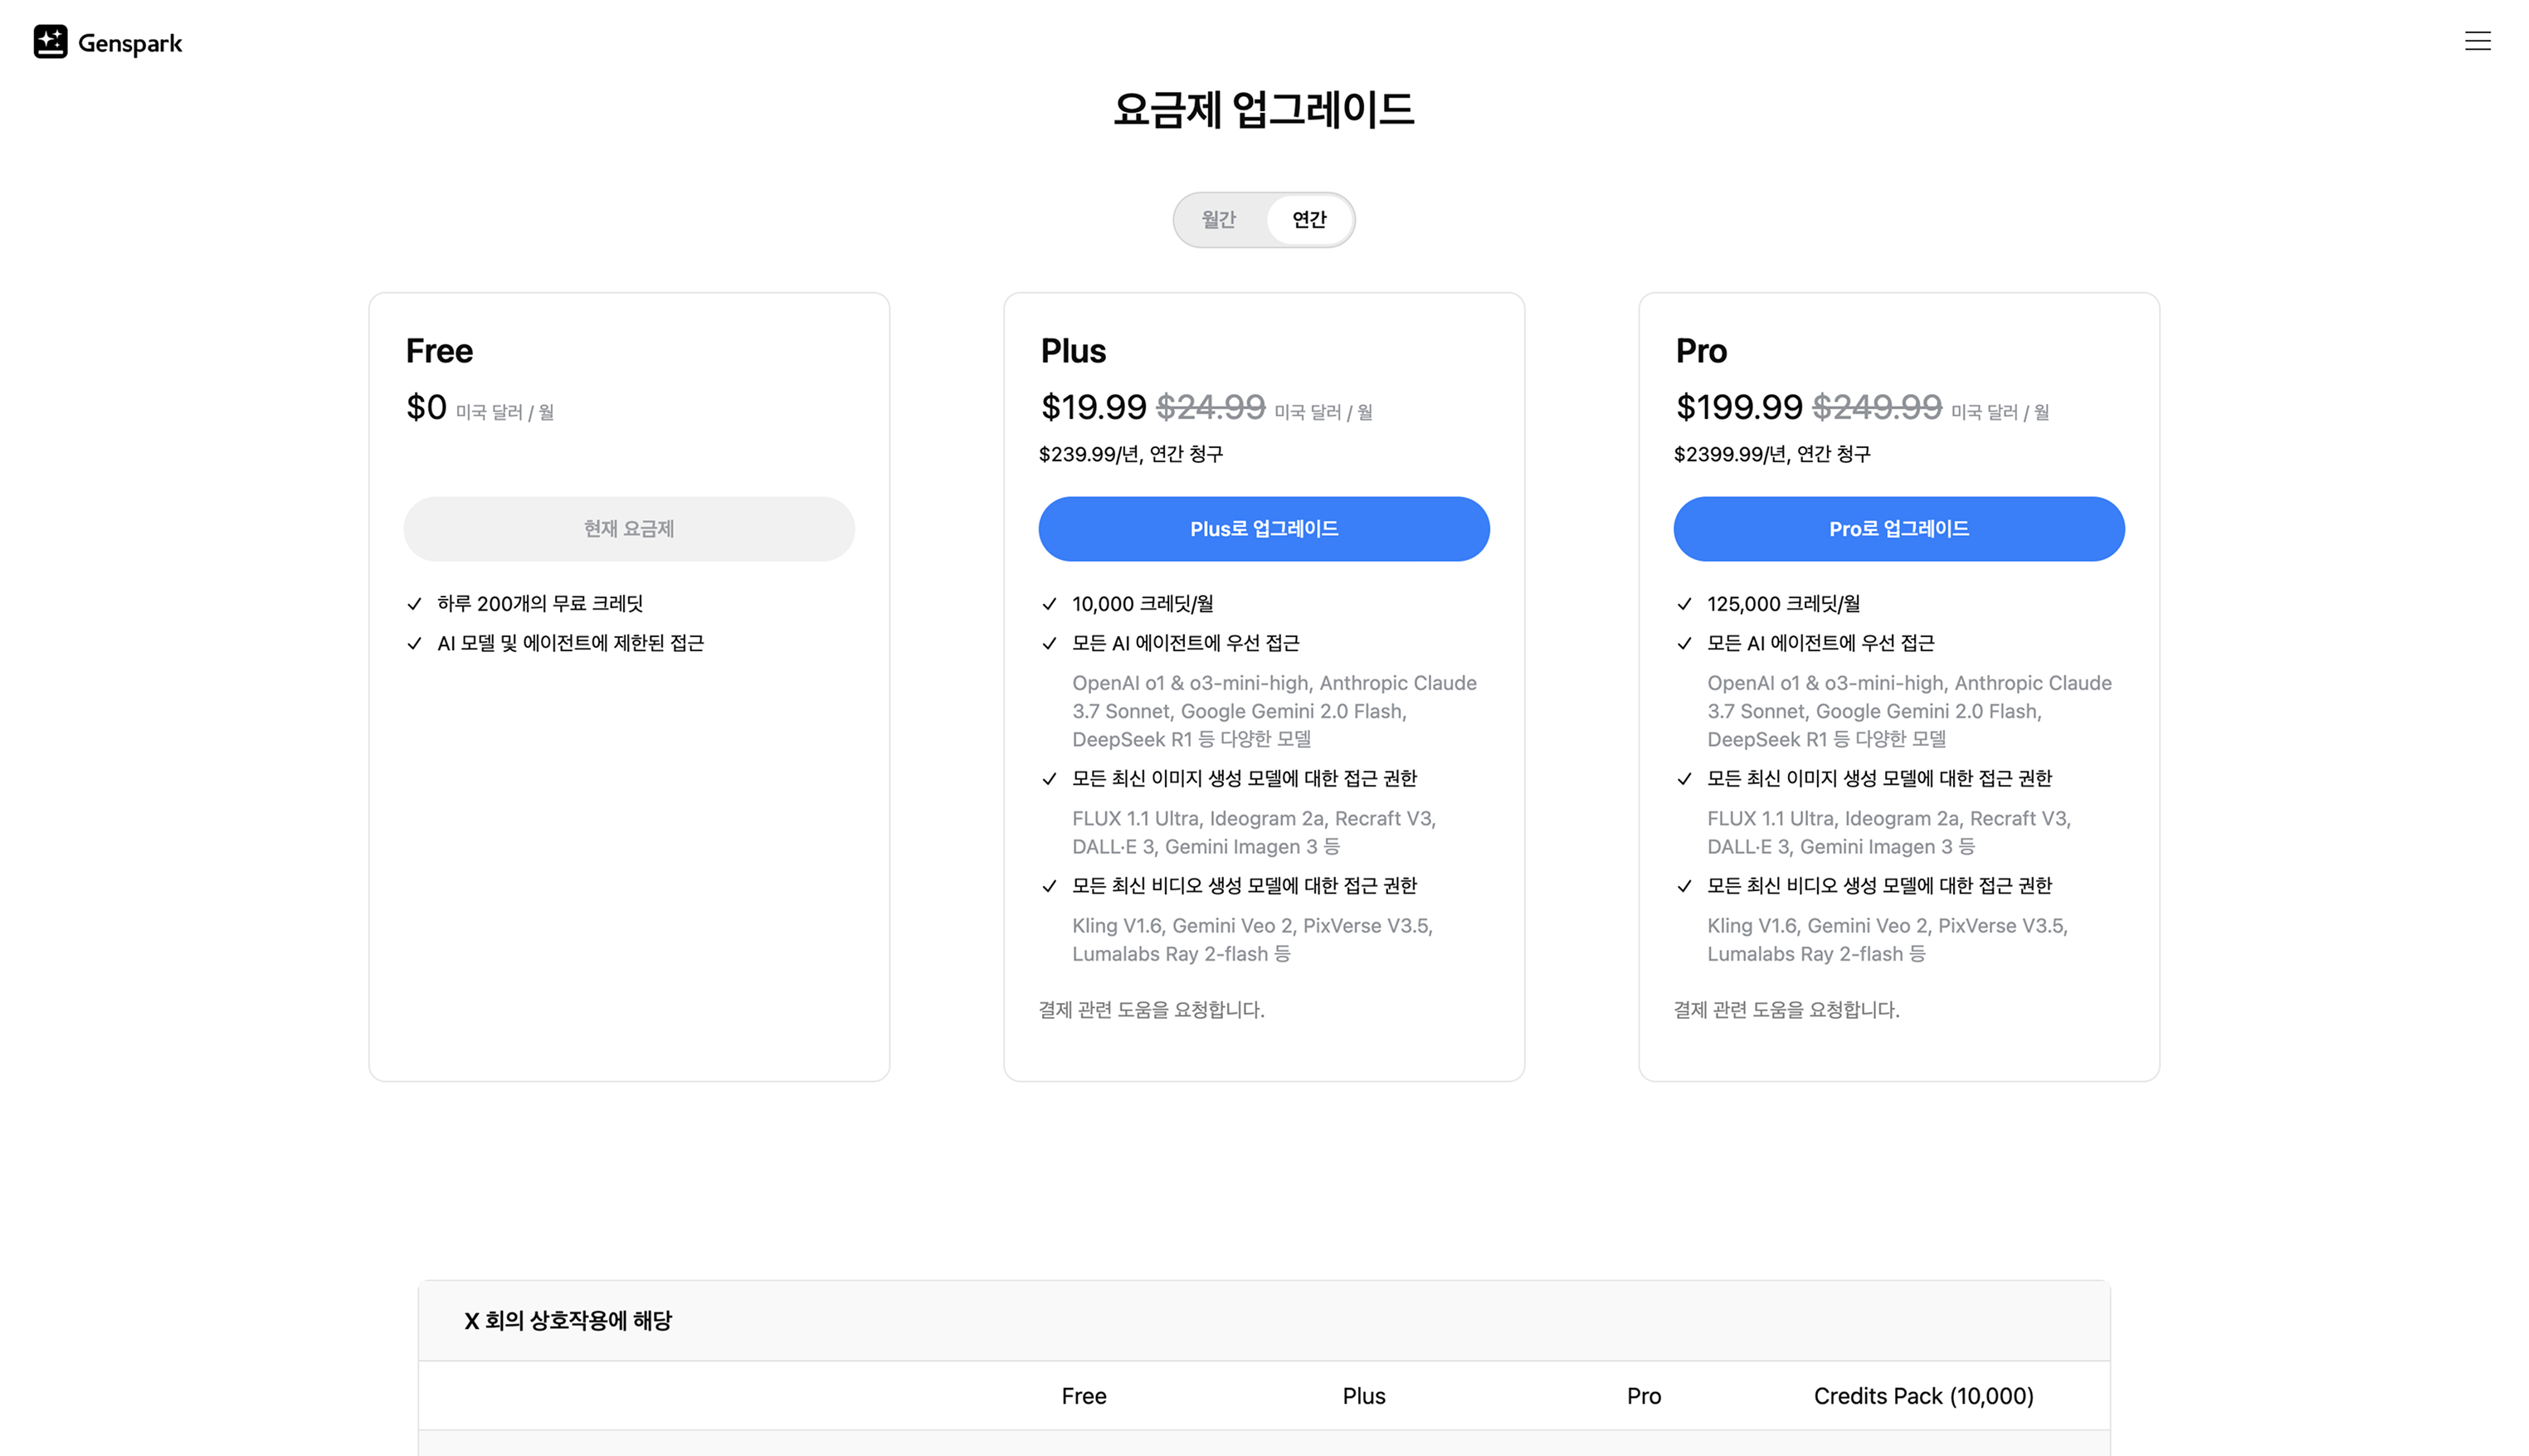 Genspark
요금제 업그레이드
월간 연간
Free
$0 미국 달러 / 월
현재 요금제
하루 200개의 무료 크레딧
AI 모델 및 에이전트에 제한된 접근
Plus
$19.99 $24.99 미국 달러 / 월
$239.99/년, 연간 청구
Plus로 업그레이드
10,000 크레딧/월
모든 AI 에이전트에 우선 접근
OpenAI o1 & o3-mini-high, Anthropic Claude
3.7 Sonnet, Google Gemini 2.0 Flash,
DeepSeek R1 등 다양한 모델
모든 최신 이미지 생성 모델에 대한 접근 권한
FLUX 1.1 Ultra, Ideogram 2a, Recraft V3,
DALL·E 3, Gemini Imagen 3 등
모든 최신 비디오 생성 모델에 대한 접근 권한
Kling V1.6, Gemini Veo 2, PixVerse V3.5,
Lumalabs Ray 2-flash 등
결제 관련 도움을 요청합니다.
Pro
$199.99 $249.99 미국 달러 / 월
$2399.99/년, 연간 청구
Pro로 업그레이드
125,000 크레딧/월
모든 AI 에이전트에 우선 접근
OpenAI o1 & o3-mini-high, Anthropic Claude
3.7 Sonnet, Google Gemini 2.0 Flash,
DeepSeek R1 등 다양한 모델
모든 최신 이미지 생성 모델에 대한 접근 권한
FLUX 1.1 Ultra, Ideogram 2a, Recraft V3,
DALL·E 3, Gemini Imagen 3 등
모든 최신 비디오 생성 모델에 대한 접근 권한
Kling V1.6, Gemini Veo 2, PixVerse V3.5,
Lumalabs Ray 2-flash 등
결제 관련 도움을 요청합니다.
X 회의 상호작용에 해당
Free Plus Pro Credits Pack (10,000)